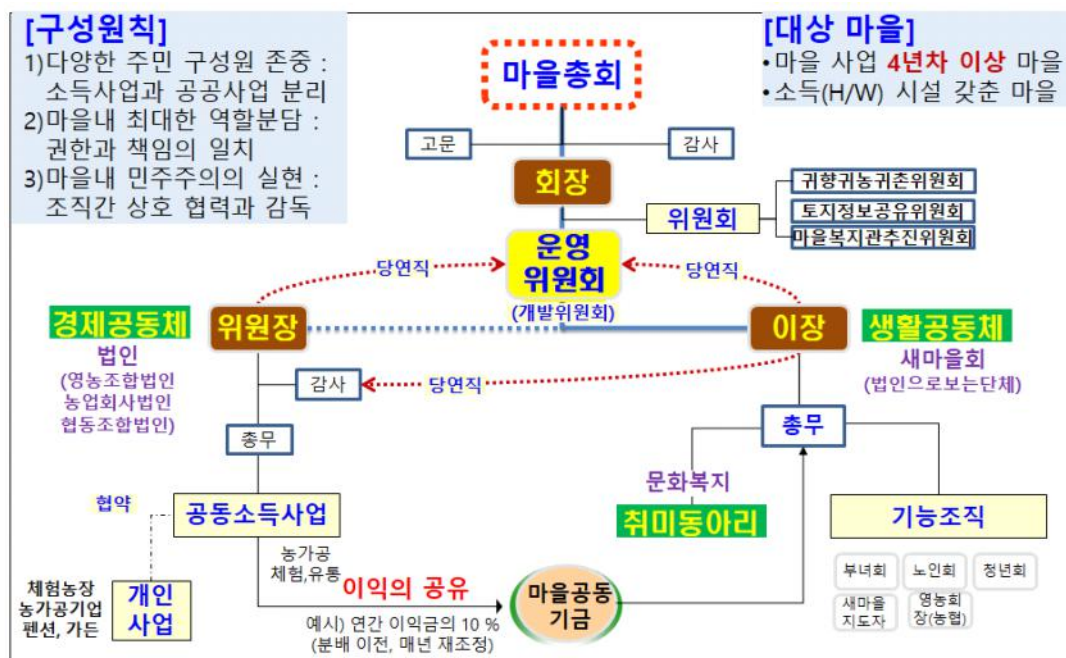 [구성원칙]
1)다양한 주민 구성원 존중 :
소득사업과 공공사업 분리
2)마을내 최대한 역할분담 :
권한과 책임의 일치
3)마을내 민주주의의 실현 :
조직간 상호 협력과 감독
[대상 마을]
•마을 사업 4년차 이상 마을
•소득(H/W) 시설 갖춘 마을
마을총회
고문
감사
회장
위원회
귀향귀농귀촌위원회
토지정보공유위원회
마을복지관추진위원회
운영
위원회
(개발위원회)
당연직
당연직
경제공동체
위원장
이장
생활공동체
법인
(영농조합법인
농업회사법인
협동조합법인)
새마을회
(법인으로보는단체)
감사
당연직
총무
총무
문화복지
취미동아리
기능조직
협약
공동소득사업
농가공
체험,유통
체험농장
농가공기업
펜션, 가든
개인
사업
이익의 공유
예시) 연간 이익금의 10 %
(분배 이전, 매년 재조정)
마을공동
기금
부녀회
노인회
청년회
새마을
지도자
영농회
장(농협)